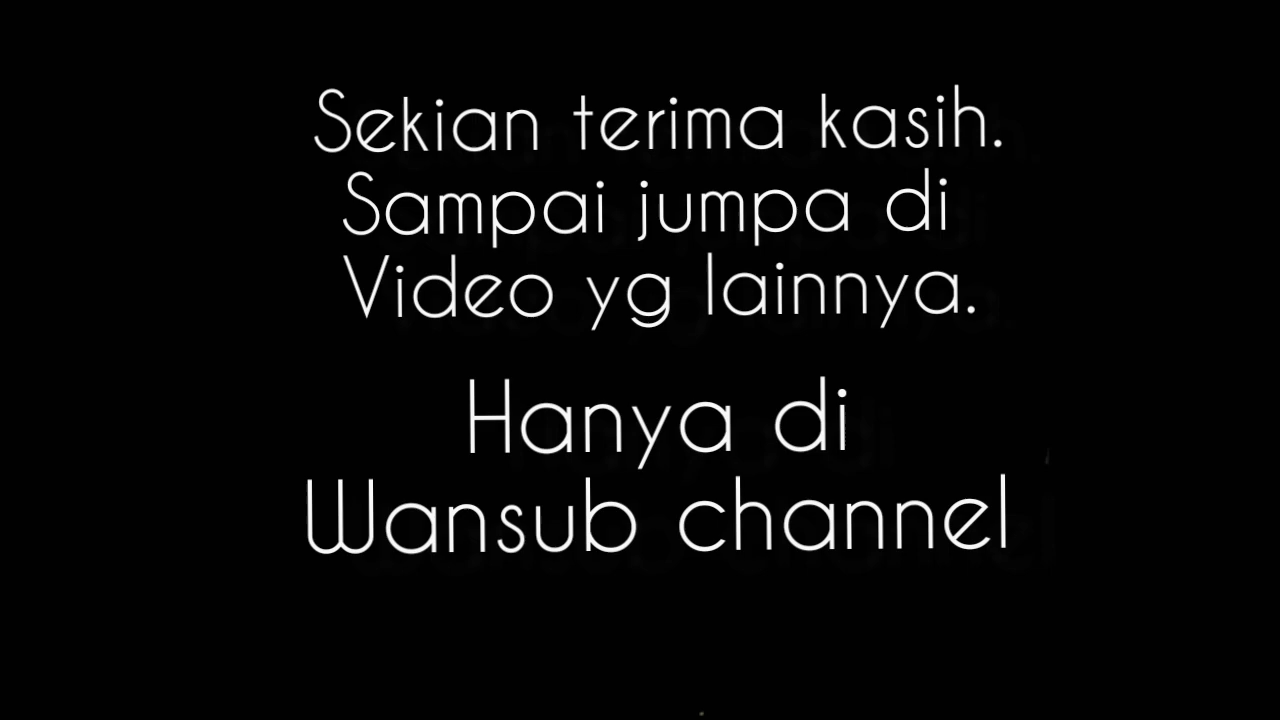 Sekian terima kasih.
Sampai jumpa di
Video yg lainnya.
Hanya di
Wansub channel